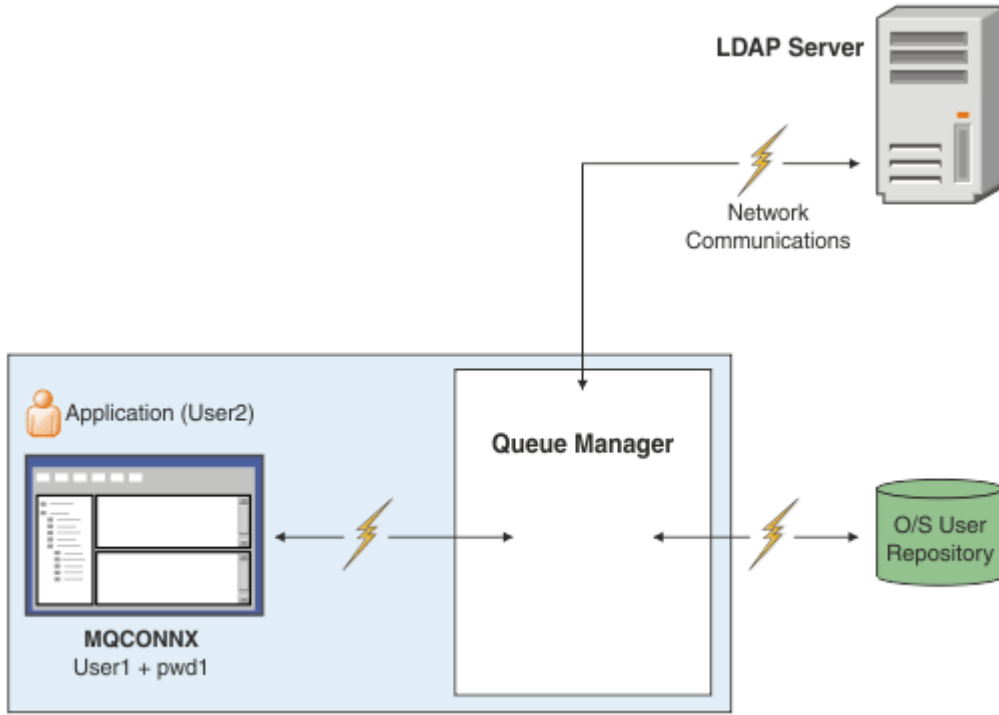 LDAP Server
Network
Communications
Application (User2)
Queue Manager
O/S User
Repository
MQCONNX
User1 + pwd1